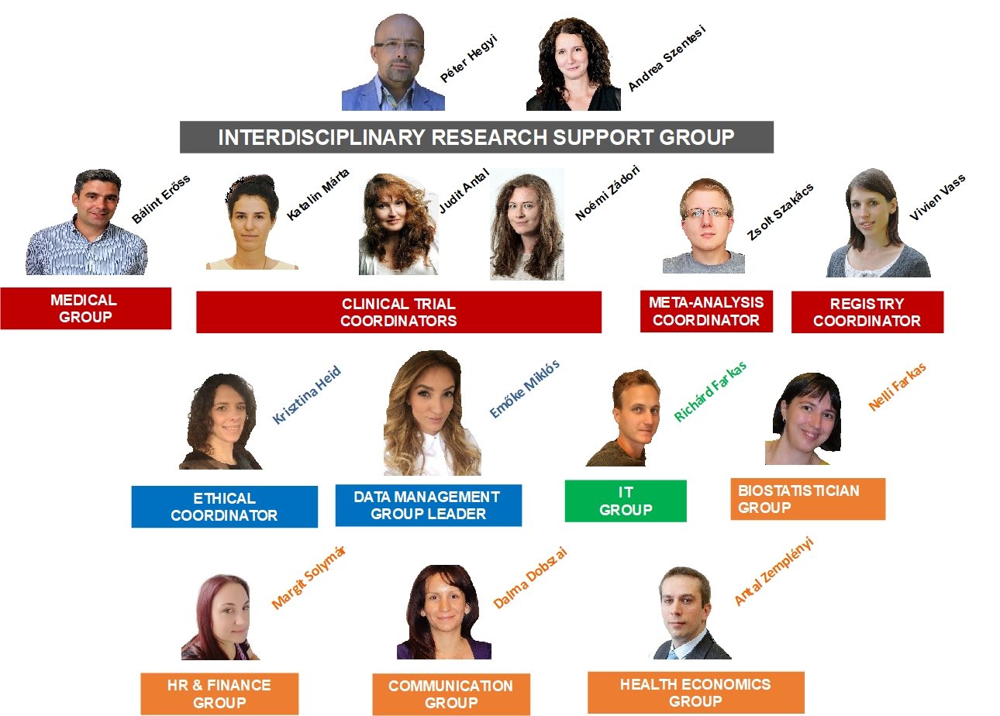 Péter Hegyi
Andrea Szentesi
INTERDISCIPLINARY RESEARCH SUPPORT GROUP
Bálint Erőss
Katalin Márta
Judit Antal
Noémi Zádori
Zsolt Szakács
Vivien Vass
MEDICAL
GROUP
CLINICAL TRIAL
COORDINATORS
META-ANALYSIS
COORDINATOR
REGISTRY
COORDINATOR
Krisztina Heid
Emőke Miklós
Richárd Farkas
Nelli Farkas
ETHICAL
COORDINATOR
DATA MANAGEMENT
GROUP LEADER
IT
GROUP
BIOSTATISTICIAN
GROUP
Margit Solymár
Dalma Dobszai
Antal Zemplényi
HR & FINANCE
GROUP
COMMUNICATION
GROUP
HEALTH ECONOMICS
GROUP